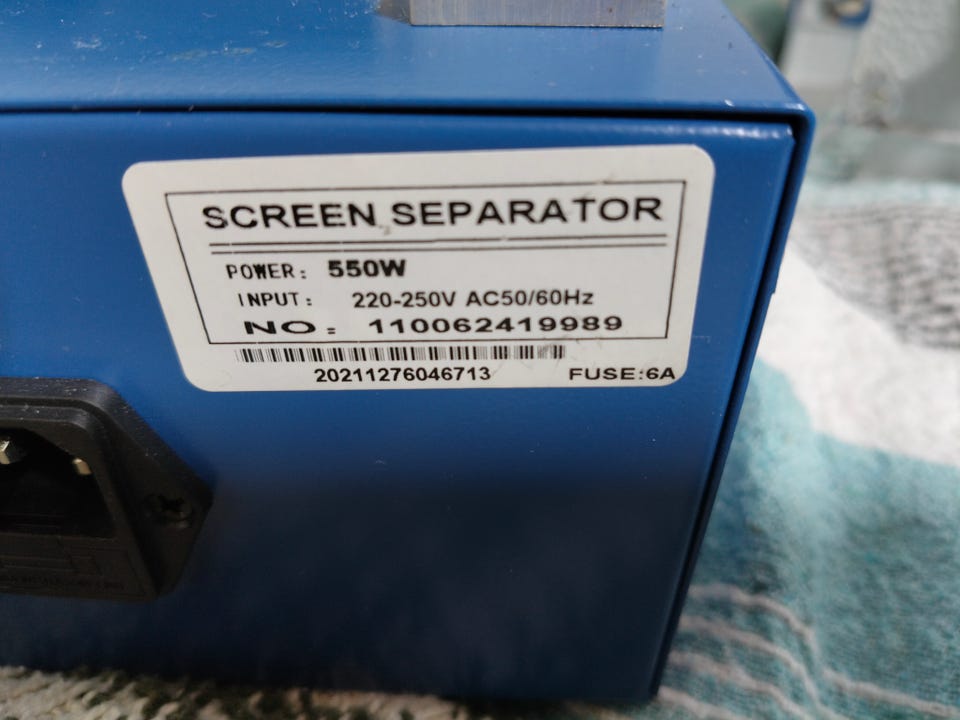 SCREEN SEPARATOR
POWER: 550W
INPUT: 220-250V AC50/60Hz
NO: 110062419989
20211276046713 FUSE:6A